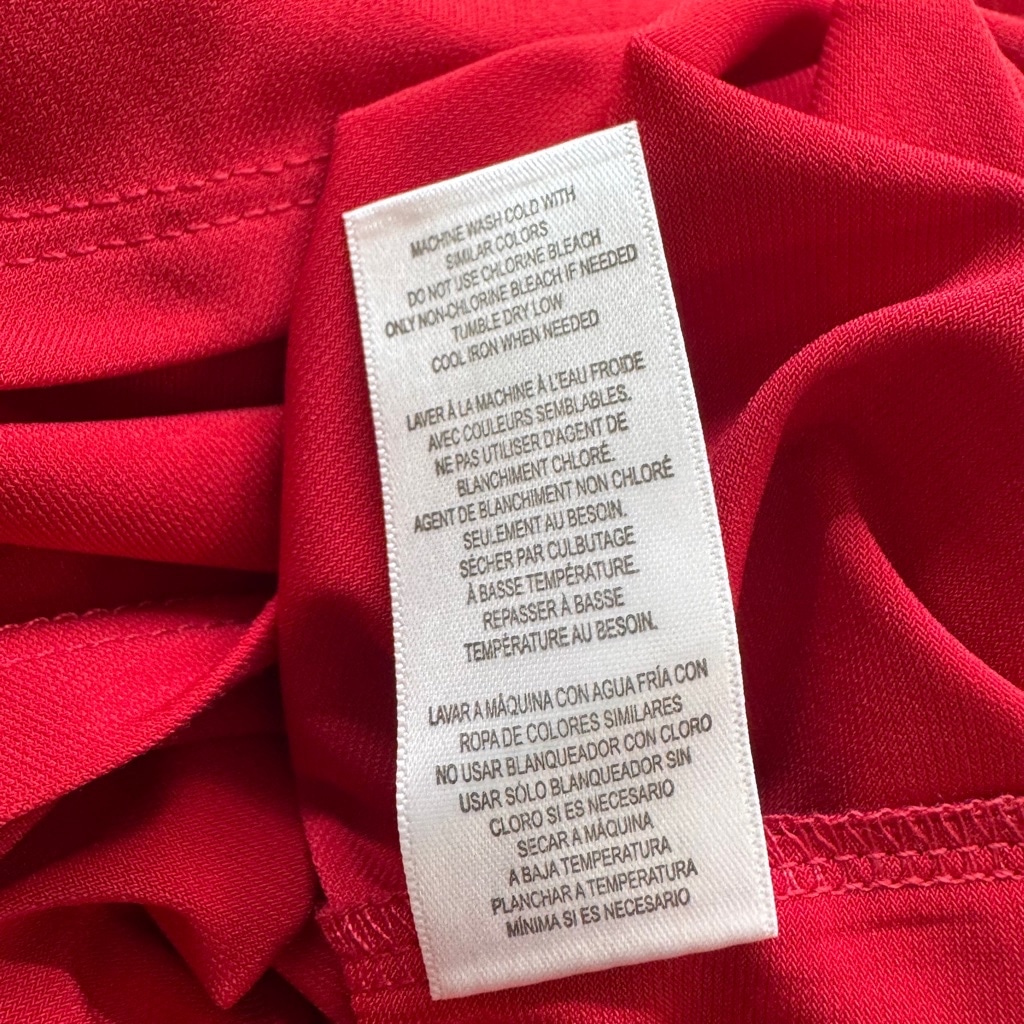 MACHINE WASH COLD WITH
SIMILAR COLORS
DO NOT USE CHLORINE BLEACH
ONLY NON-CHLORINE BLEACH IF NEEDED
TUMBLE DRY LOW
COOL IRON WHEN NEEDED
LAVER À LA MACHINE À L'EAU FROIDE
AVEC COULEURS SEMBLABLES.
NE PAS UTILISER D'AGENT DE
BLANCHIMENT CHLORÉ.
AGENT DE BLANCHIMENT NON CHLORÉ
SEULEMENT AU BESOIN.
SÉCHER PAR CULBUTAGE
À BASSE TEMPÉRATURE.
REPASSER À BASSE
TEMPÉRATURE AU BESOIN.
LAVAR A MÁQUINA CON AGUA FRÍA CON
ROPA DE COLORES SIMILARES
NO USAR BLANQUEADOR CON CLORO
USAR SÓLO BLANQUEADOR SIN
CLORO SI ES NECESARIO
SECAR A MÁQUINA
A BAJA TEMPERATURA
PLANCHAR A TEMPERATURA
MÍNIMA SI ES NECESARIO